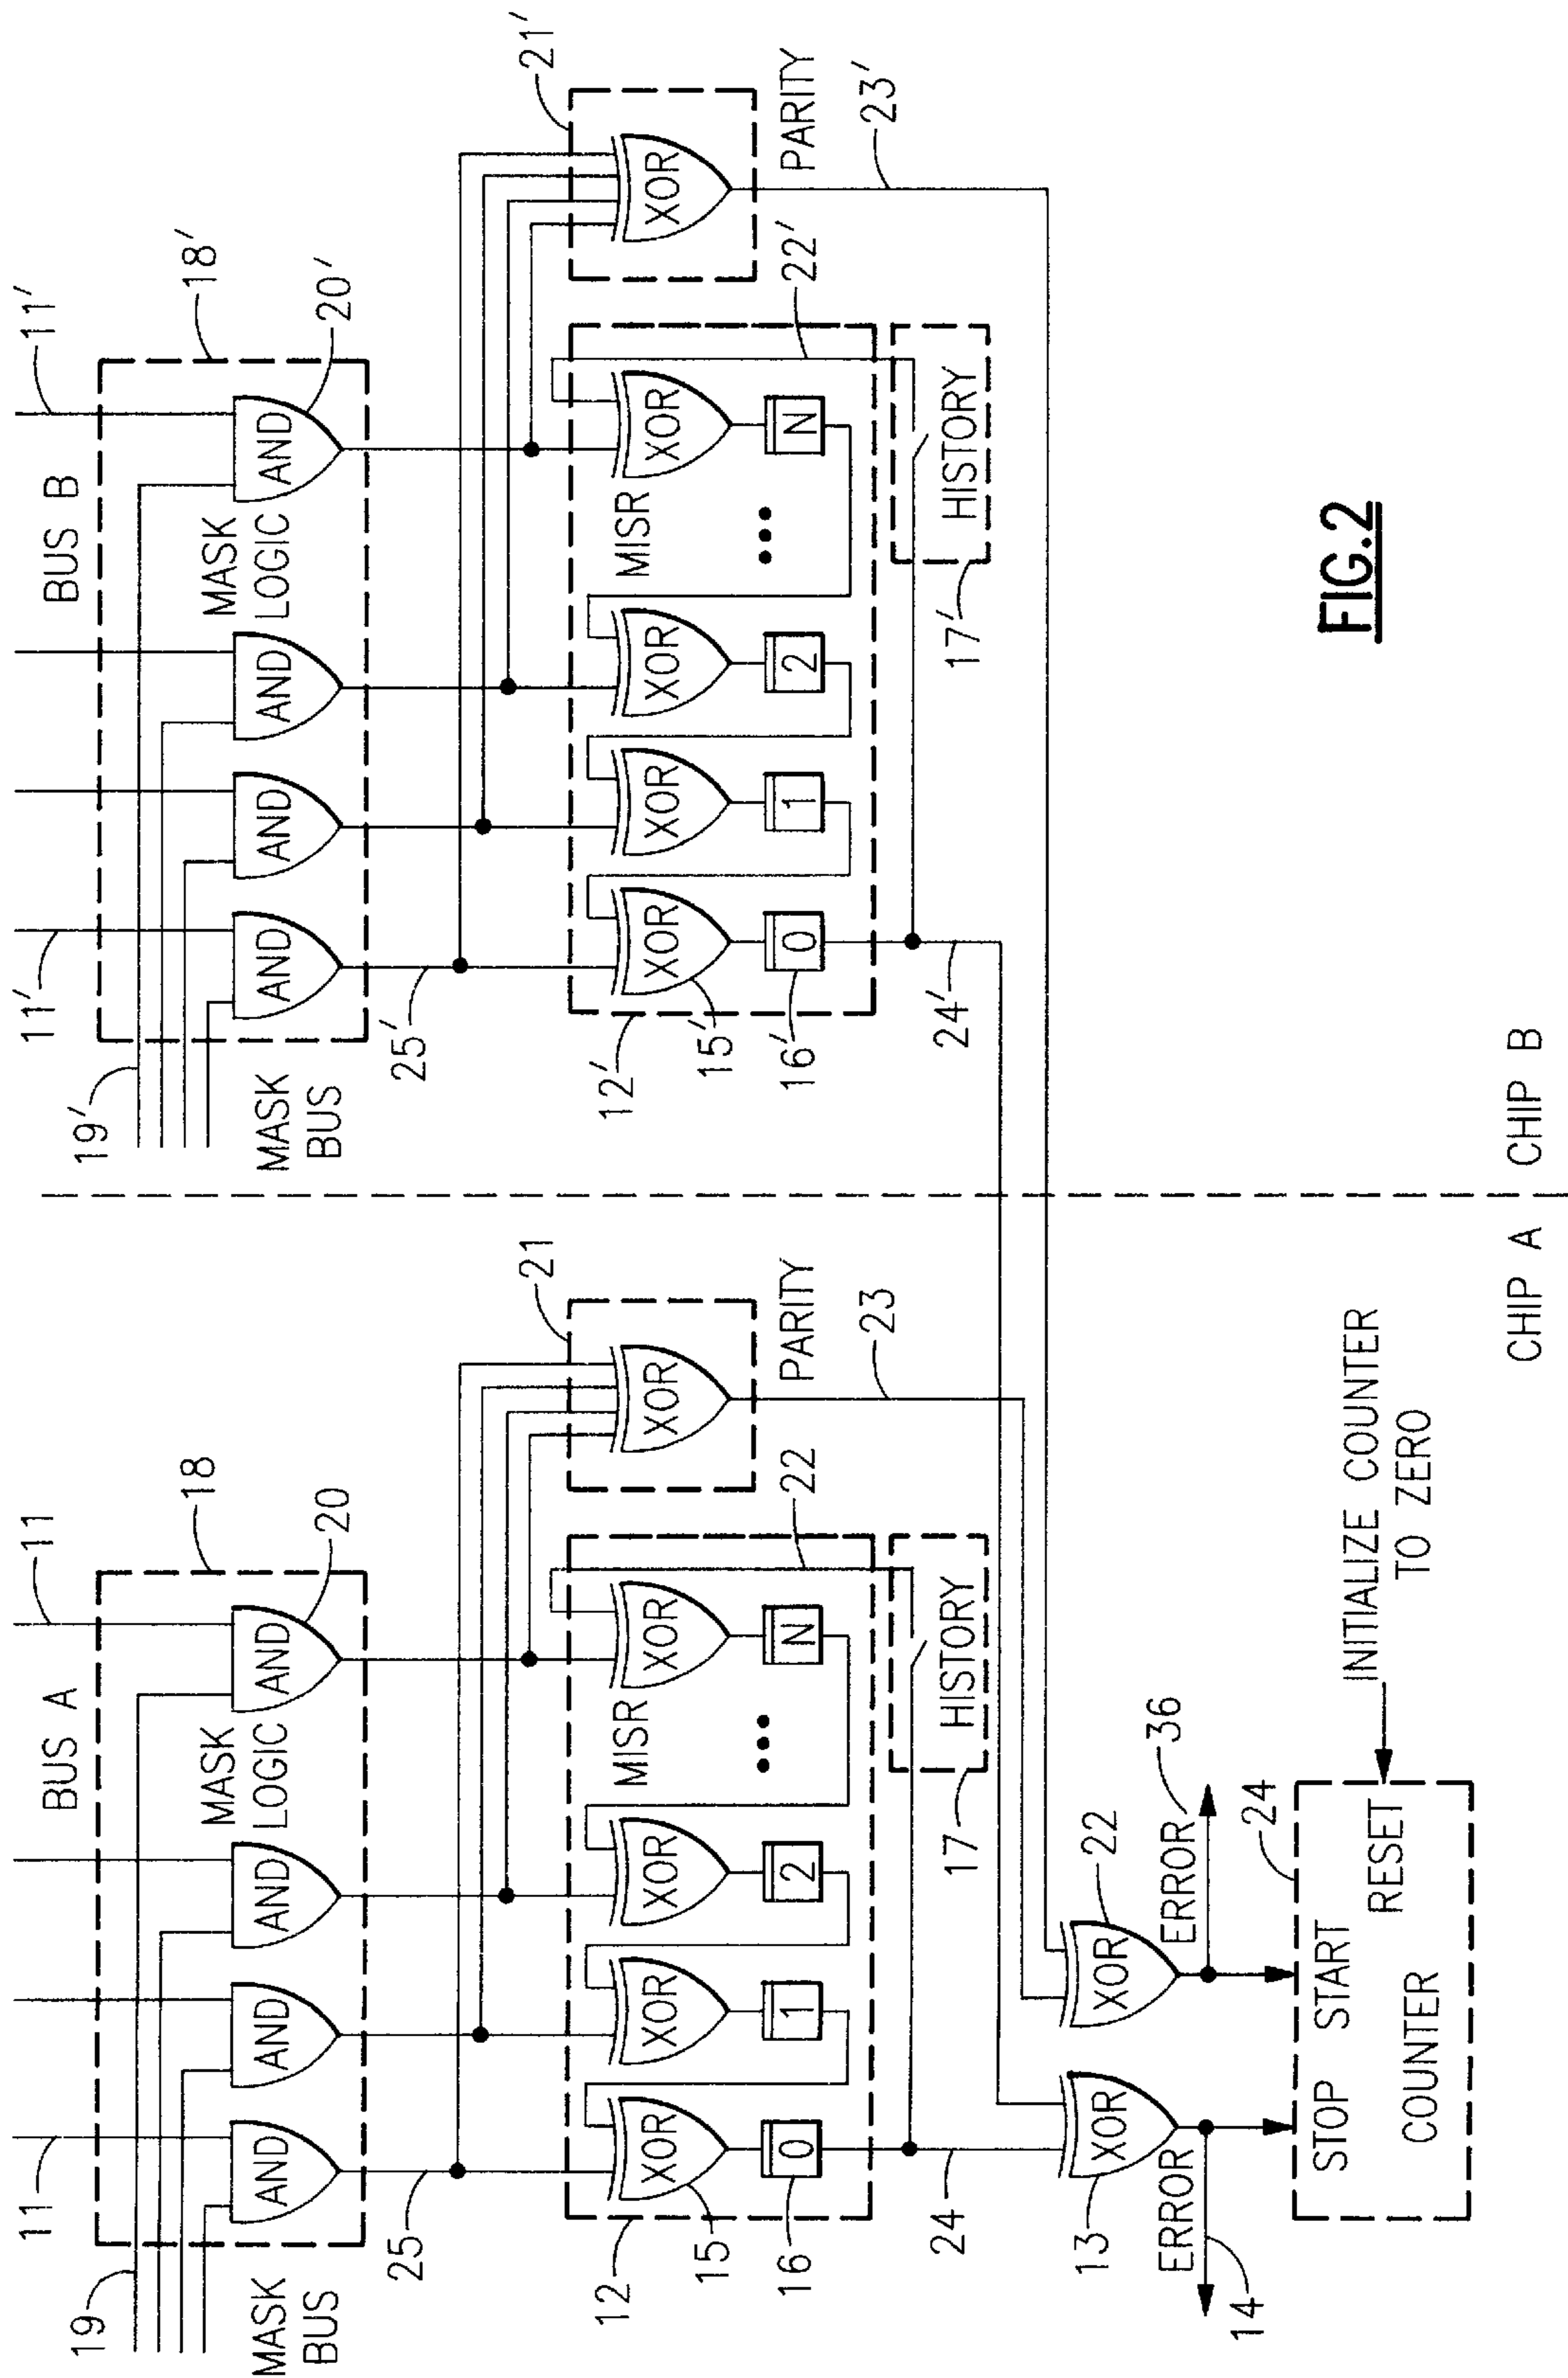 BUS A
11
11
18
19
AND
AND
AND
AND
MASK
LOGIC
20
MASK
BUS
25
21
12
XOR
XOR
XOR
XOR
MISR
XOR
PARITY
15
0
1
2
N
16
22
23
HISTORY
17
24
13
XOR
XOR
22
ERROR
ERROR
14
36
24
STOP
START
RESET
COUNTER
INITIALIZE COUNTER
TO ZERO
CHIP A
BUS B
11′
11′
18′
19′
AND
AND
AND
AND
MASK
LOGIC
20′
MASK
BUS
25′
21′
12′
XOR
XOR
XOR
XOR
MISR
XOR
PARITY
15′
0
1
2
N
16′
22′
23′
HISTORY
17′
24′
CHIP B
FIG.2